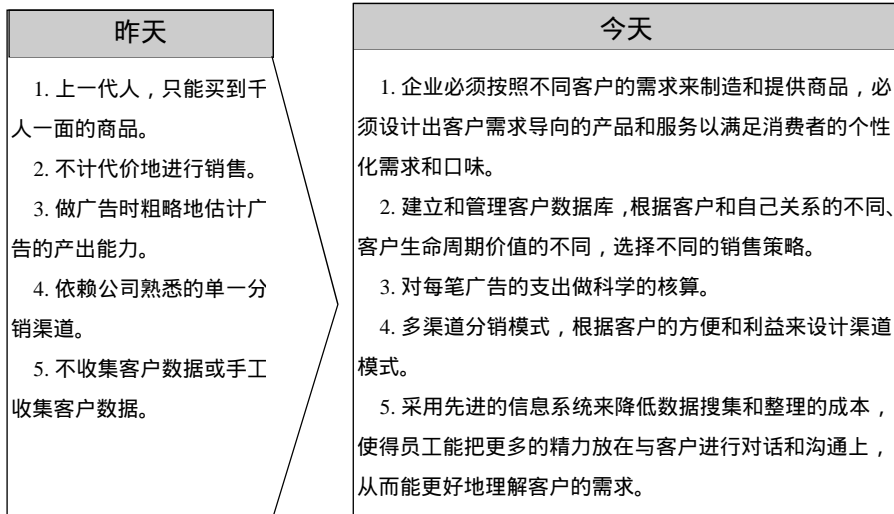 昨天
1. 上一代人，只能买到千
人一面的商品。
2. 不计代价地进行销售。
3. 做广告时粗略地估计广
告的产出能力。
4. 依赖公司熟悉的单一分
销渠道。
5. 不收集客户数据或手工
收集客户数据。
今天
1. 企业必须按照不同客户的需求来制造和提供商品，必
须设计出客户需求导向的产品和服务以满足消费者的个性
化需求和口味。
2. 建立和管理客户数据库，根据客户和自己关系的不同、
客户生命周期价值的不同，选择不同的销售策略。
3. 对每笔广告的支出做科学的核算。
4. 多渠道分销模式，根据客户的方便和利益来设计渠道
模式。
5. 采用先进的信息系统来降低数据搜集和整理的成本，
使得员工能把更多的精力放在与客户进行对话和沟通上，
从而能更好地理解客户的需求。